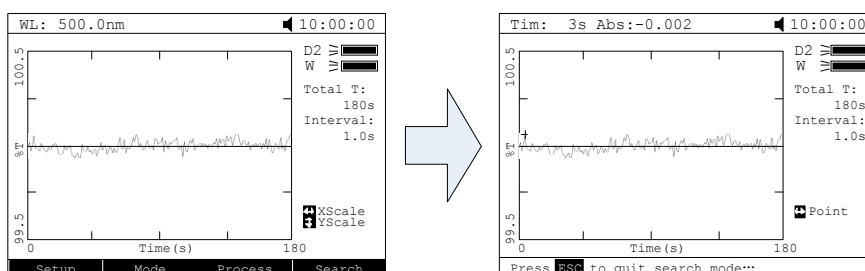 WL: 500.0nm 10:00:00
100.5
%T
99.5
D2
W
Total T:
180s
Interval:
1.0s
XScale
YScale
0 Time(s) 180
Setup Mode Process Search
Tim: 3s Abs:-0.002 10:00:00
100.5
%T
99.5
D2
W
Total T:
180s
Interval:
1.0s
Point
0 Time(s) 180
Press ESC to quit search mode…